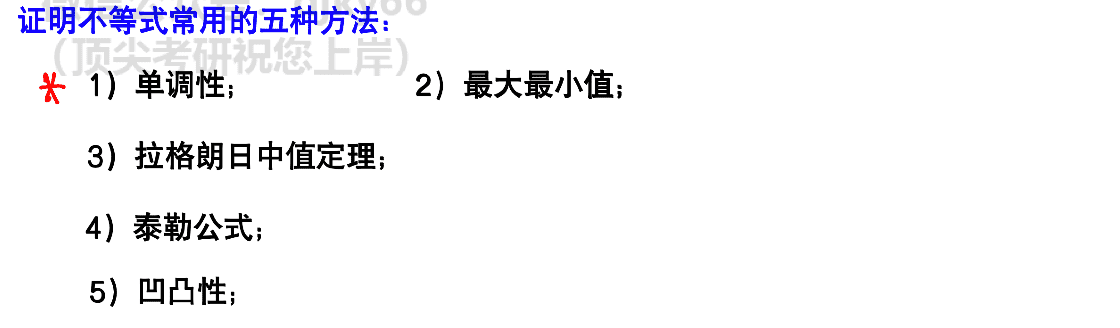 证明不等式常用的五种方法：
（顶尖考研祝您上岸）
1）单调性； 2）最大最小值；
3）拉格朗日中值定理；
4）泰勒公式；
5）凹凸性；